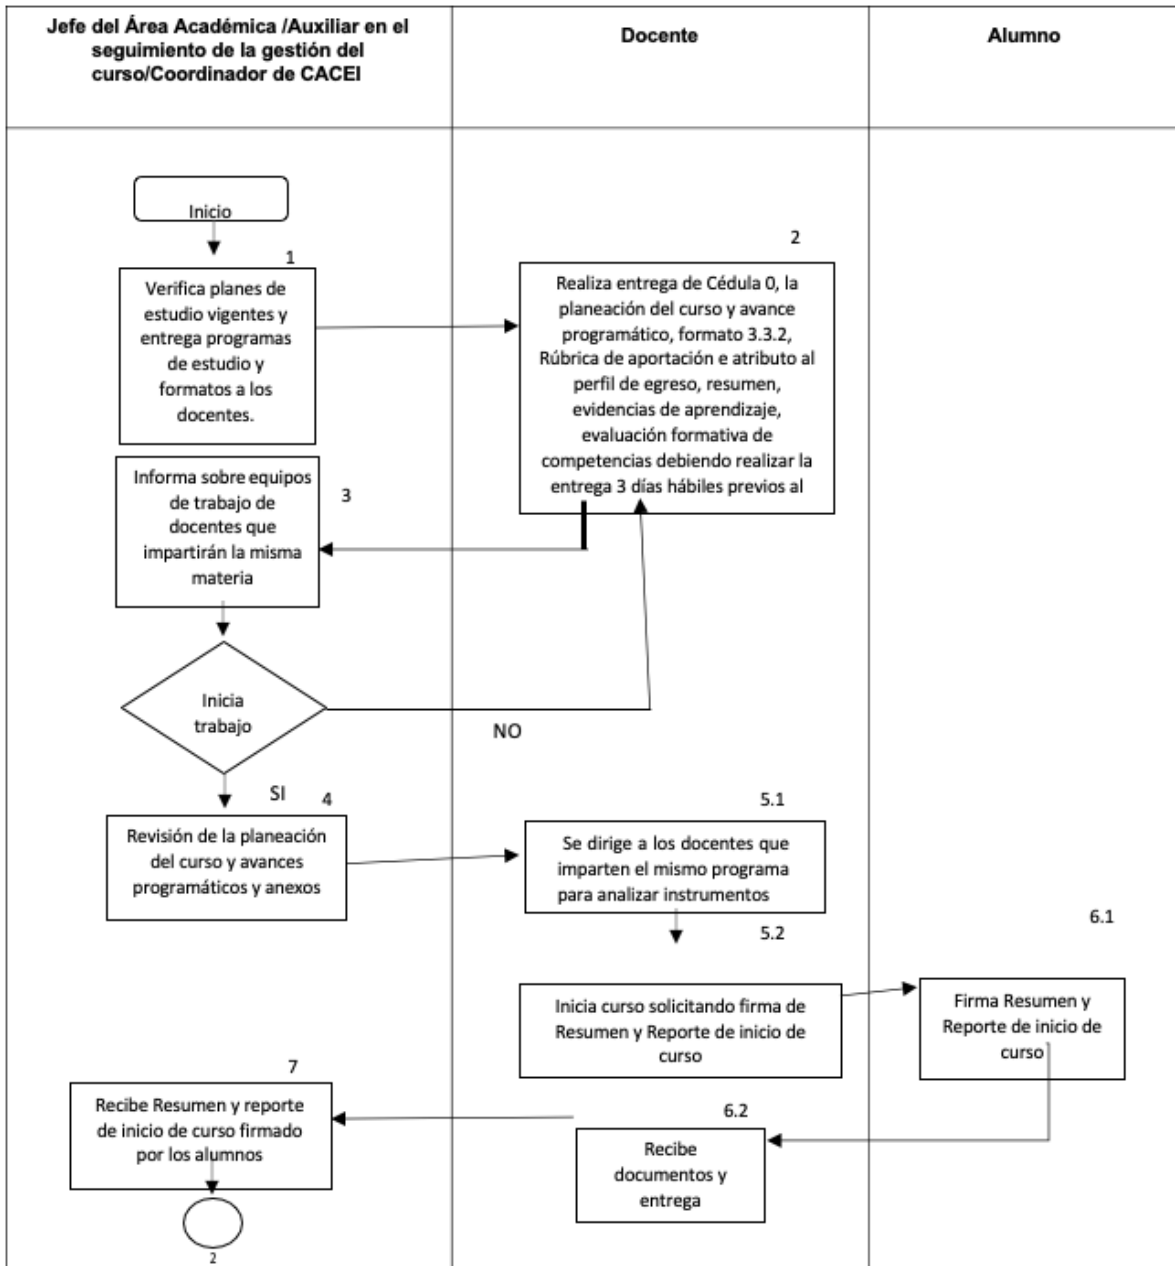 Jefe del Área Académica /Auxiliar en el
seguimiento de la gestión del
curso/Coordinador de CACEI
Docente
Alumno
Inicio
1
Verifica planes de
estudio vigentes y
entrega programas
de estudio y
formatos a los
docentes.
2
Realiza entrega de Cédula 0, la
planeación del curso y avance
programático, formato 3.3.2,
Rúbrica de aportación e atributo al
perfil de egreso, resumen,
evidencias de aprendizaje,
evaluación formativa de
competencias debiendo realizar la
entrega 3 días hábiles previos al
3
Informa sobre equipos
de trabajo de
docentes que
impartirán la misma
materia
Inicia
trabajo
NO
SI
4
Revisión de la planeación
del curso y avances
programáticos y anexos
5.1
Se dirige a los docentes que
imparten el mismo programa
para analizar instrumentos
5.2
Inicia curso solicitando firma de
Resumen y Reporte de inicio de
curso
6.1
Firma Resumen y
Reporte de inicio de
curso
6.2
Recibe
documentos y
entrega
7
Recibe Resumen y reporte
de inicio de curso firmado
por los alumnos
2